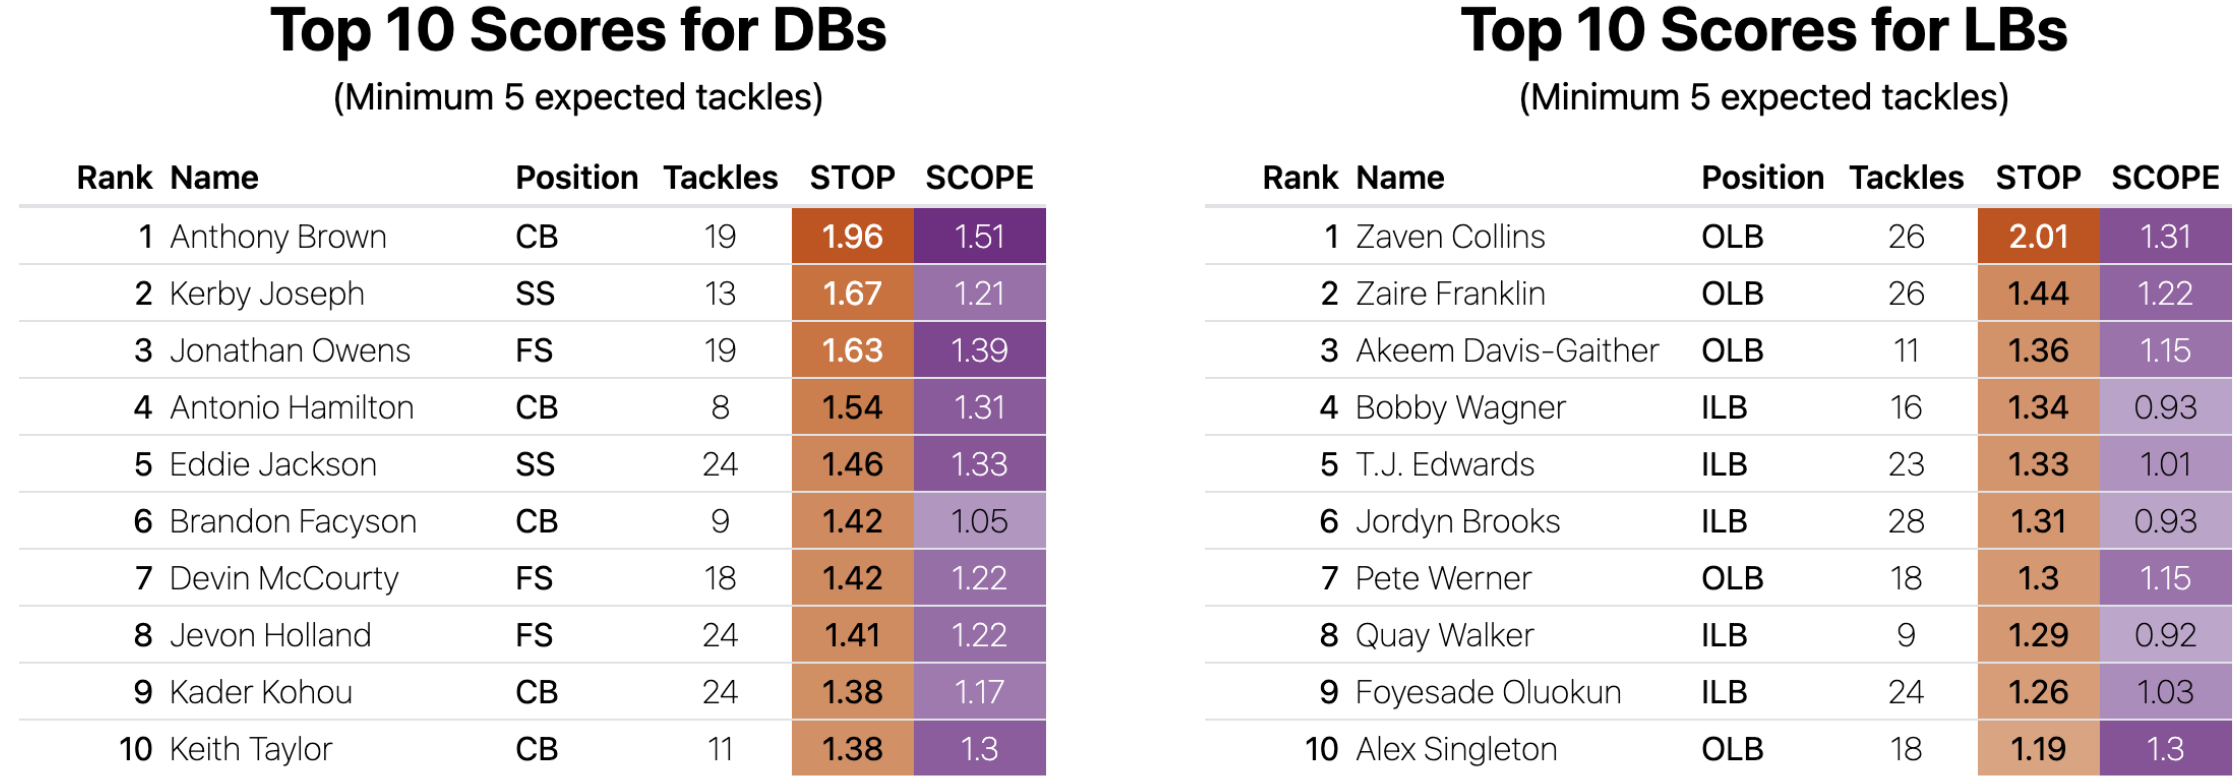 Top 10 Scores for DBs
(Minimum 5 expected tackles)
Rank Name Position Tackles STOP SCOPE
1 Anthony Brown CB 19 1.96 1.51
2 Kerby Joseph SS 13 1.67 1.21
3 Jonathan Owens FS 19 1.63 1.39
4 Antonio Hamilton CB 8 1.54 1.31
5 Eddie Jackson SS 24 1.46 1.33
6 Brandon Facyson CB 9 1.42 1.05
7 Devin McCourty FS 18 1.42 1.22
8 Jevon Holland FS 24 1.41 1.22
9 Kader Kohou CB 24 1.38 1.17
10 Keith Taylor CB 11 1.38 1.3
Top 10 Scores for LBs
(Minimum 5 expected tackles)
Rank Name Position Tackles STOP SCOPE
1 Zaven Collins OLB 26 2.01 1.31
2 Zaire Franklin OLB 26 1.44 1.22
3 Akeem Davis-Gaither OLB 11 1.36 1.15
4 Bobby Wagner ILB 16 1.34 0.93
5 T.J. Edwards ILB 23 1.33 1.01
6 Jordyn Brooks ILB 28 1.31 0.93
7 Pete Werner OLB 18 1.3 1.15
8 Quay Walker ILB 9 1.29 0.92
9 Foyesade Oluokun ILB 24 1.26 1.03
10 Alex Singleton OLB 18 1.19 1.3